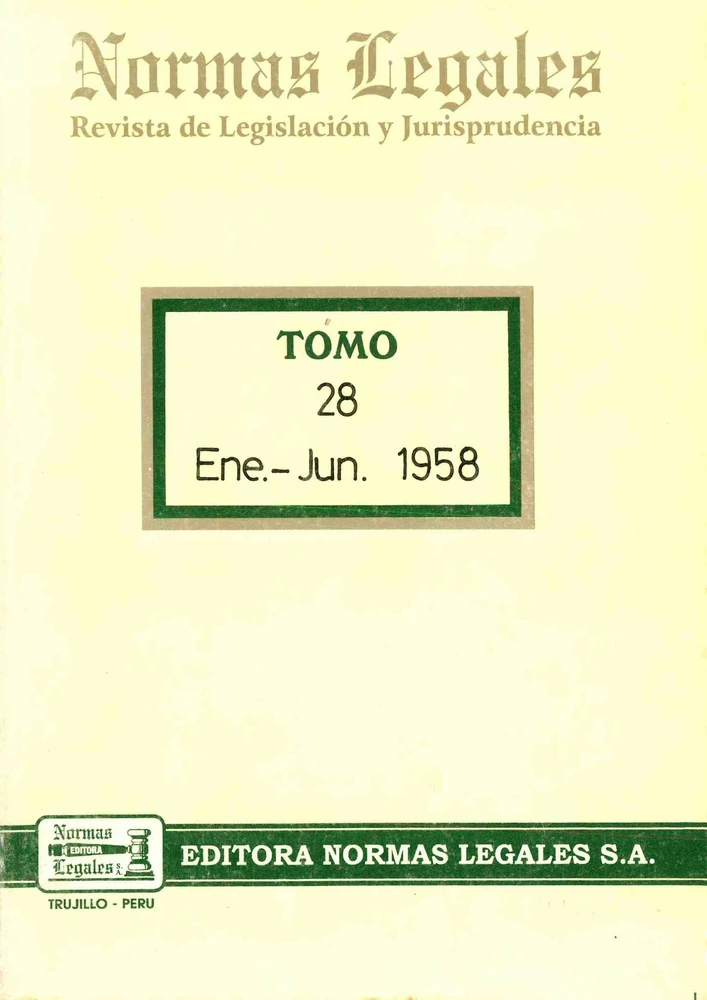 Normas Legales
Revista de Legislación y Jurisprudencia
TOMO
28
Ene.- Jun. 1958
Normas
EDITORA
Legales S.A.
EDITORA NORMAS LEGALES S.A.
TRUJILLO - PERU